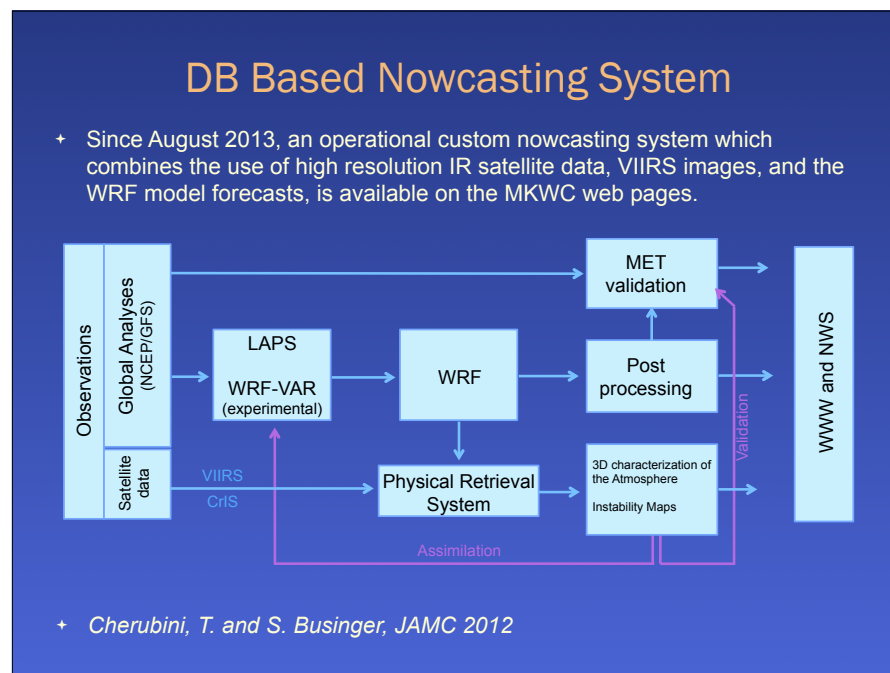 DB Based Nowcasting System
Since August 2013, an operational custom nowcasting system which
combines the use of high resolution IR satellite data, VIIRS images, and the
WRF model forecasts, is available on the MKWC web pages.
Observations
Global Analyses
(NCEP/GFS)
Satellite
data
LAPS
WRF-VAR
(experimental)
WRF
MET
validation
Post
processing
VIIRS
CrIS
Physical Retrieval
System
3D characterization of
the Atmosphere
Instability Maps
Assimilation
Validation
WWW and NWS
Cherubini, T. and S. Businger, JAMC 2012